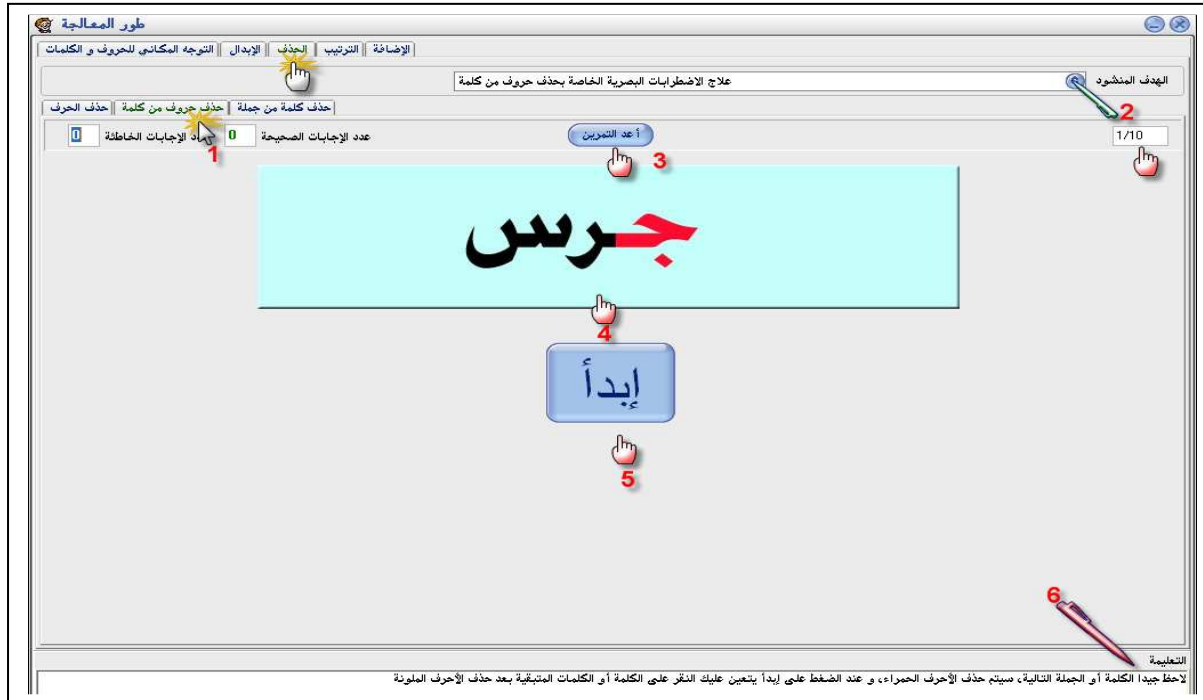 طور المعالجة
الإضافة الترتيب الحذف الإبدال التوجه المكاني للحروف و الكلمات
الهدف المنشود علاج الاضطرابات البصرية الخاصة بحذف حروف من كلمة
2
حذف كلمة من جملة حذف حروف من كلمة حذف الحرف
1/10 أعد التمرين عدد الإجابات الصحيحة 0 عدد الإجابات الخاطئة 0
3
1
جرس
4
إبدأ
5
6
التعليمة
لاحظ جيدا الكلمة أو الجملة التالية، سيتم حذف الأحرف الحمراء، و عند الضغط على إبدأ يتعين عليك النقر على الكلمة أو الكلمات المتبقية بعد حذف الأحرف الملونة